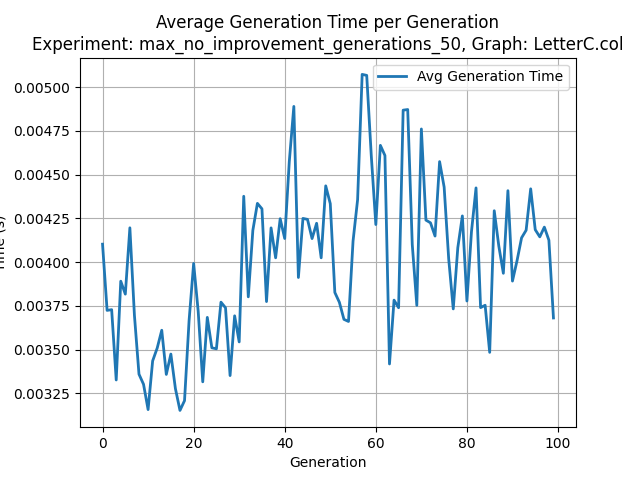 Average Generation Time per Generation
Experiment: max_no_improvement_generations_50, Graph: LetterC.col
Avg Generation Time
0.00500
0.00475
0.00450
0.00425
0.00400
0.00375
0.00350
0.00325
Time (s)
0 20 40 60 80 100
Generation